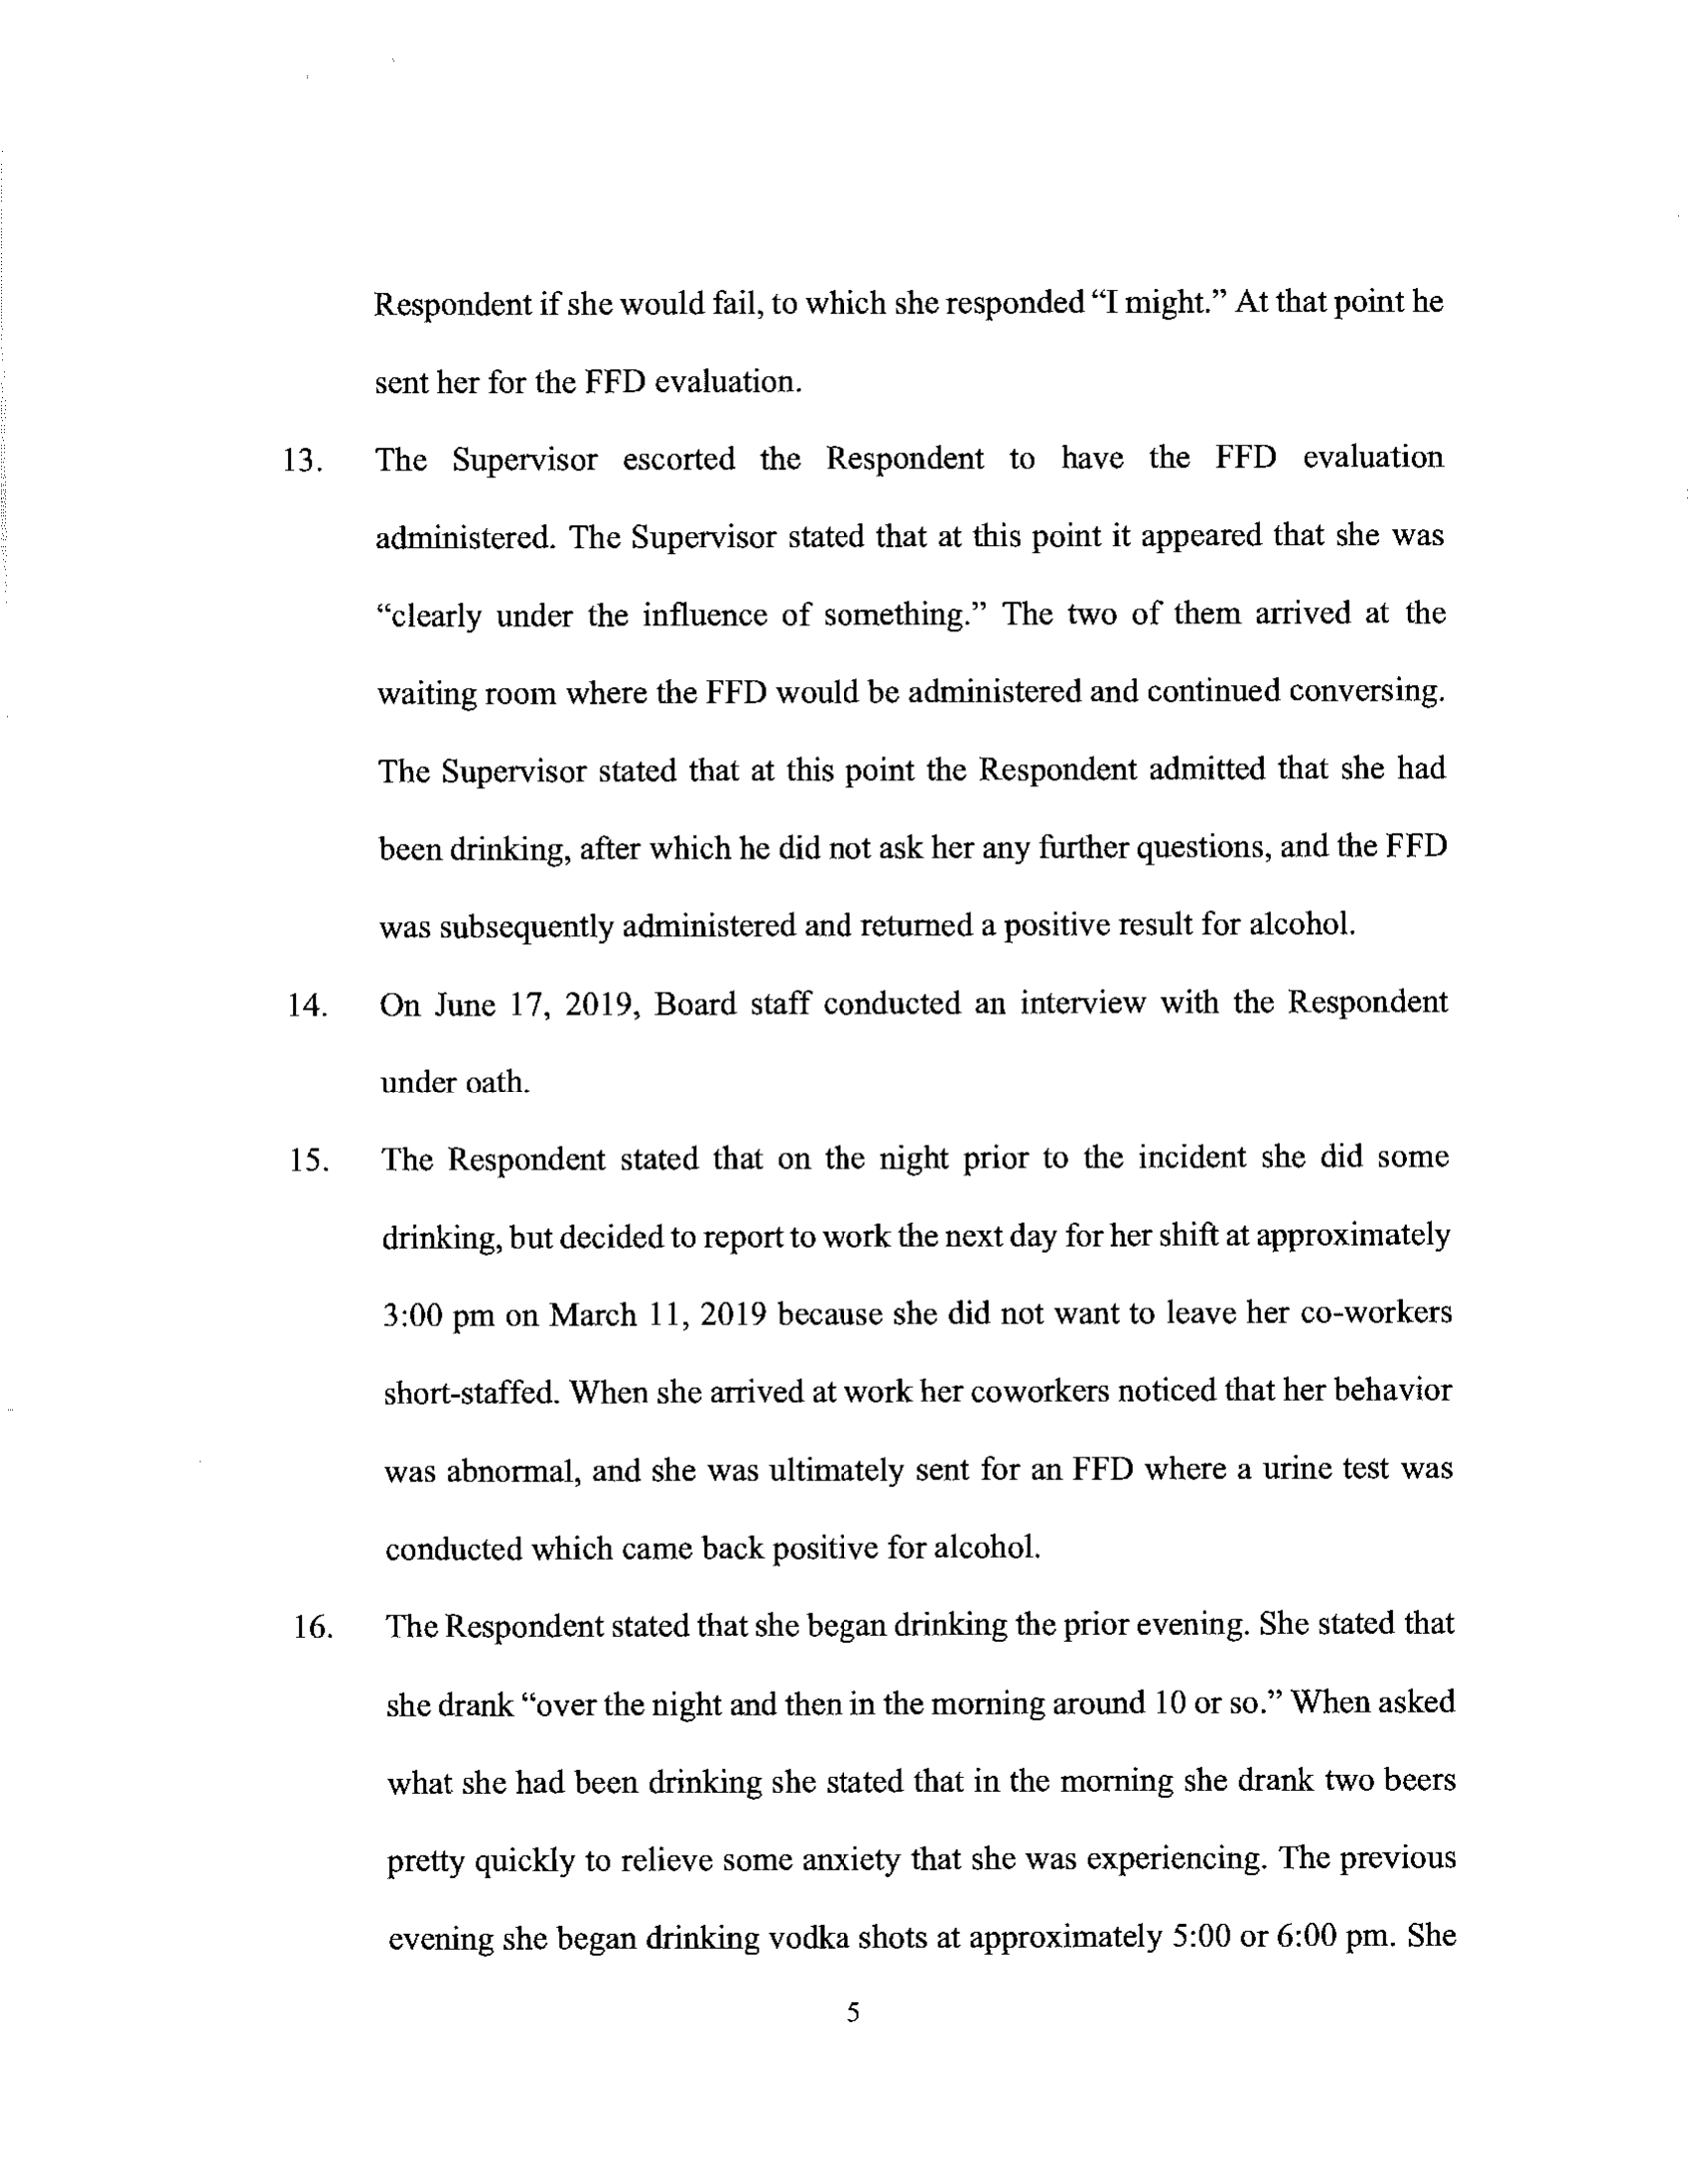 Respondent if she would fail, to which she responded “I might.” At that point he
sent her for the FFD evaluation.
13. The Supervisor escorted the Respondent to have the FFD evaluation
administered. The Supervisor stated that at this point it appeared that she was
“clearly under the influence of something.” The two of them arrived at the
waiting room where the FFD would be administered and continued conversing.
The Supervisor stated that at this point the Respondent admitted that she had
been drinking, after which he did not ask her any further questions, and the FFD
was subsequently administered and returned a positive result for alcohol.
14. On June 17, 2019, Board staff conducted an interview with the Respondent
under oath.
15. The Respondent stated that on the night prior to the incident she did some
drinking, but decided to report to work the next day for her shift at approximately
3:00 pm on March 11, 2019 because she did not want to leave her co-workers
short-staffed. When she arrived at work her coworkers noticed that her behavior
was abnormal, and she was ultimately sent for an FFD where a urine test was
conducted which came back positive for alcohol.
16. The Respondent stated that she began drinking the prior evening. She stated that
she drank “over the night and then in the morning around 10 or so.” When asked
what she had been drinking she stated that in the morning she drank two beers
pretty quickly to relieve some anxiety that she was experiencing. The previous
evening she began drinking vodka shots at approximately 5:00 or 6:00 pm. She
5